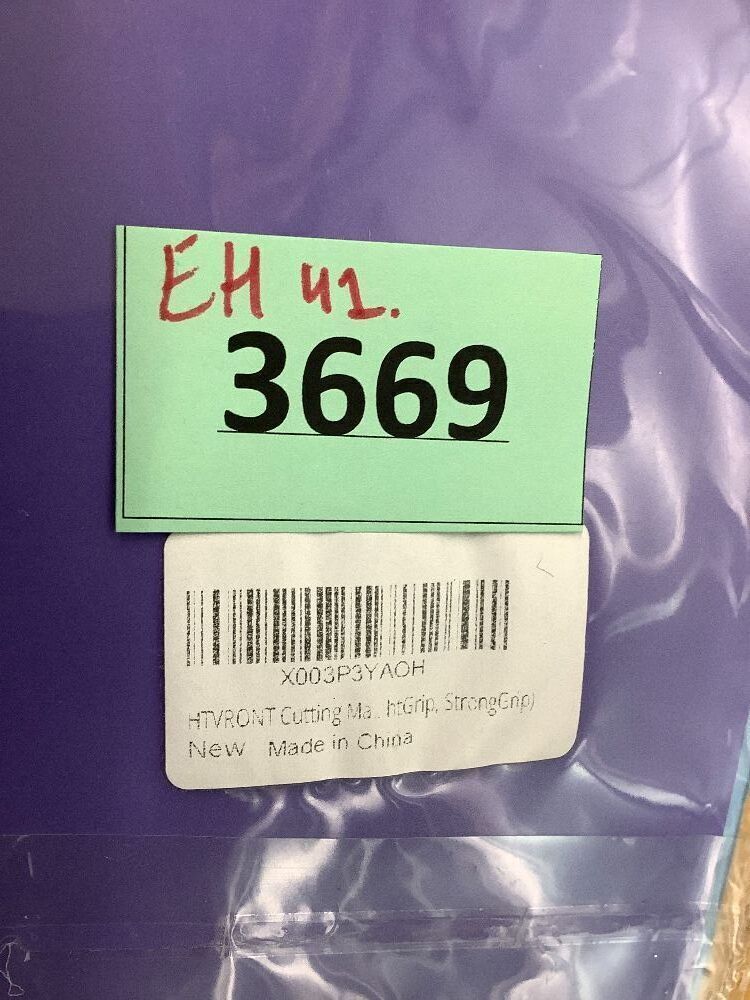 EH 41.
3669
X003P3YAOH
HTVRONT Cutting Ma...htGrip, StrongGrip)
New Made in China